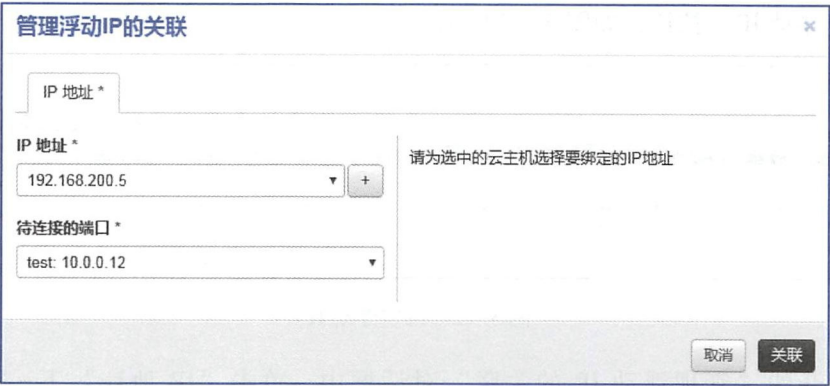 管理浮动IP的关联
×
IP 地址 *
IP 地址 *
192.168.200.5
+
请为选中的云主机选择要绑定的IP地址
待连接的端口 *
test: 10.0.0.12
取消
关联